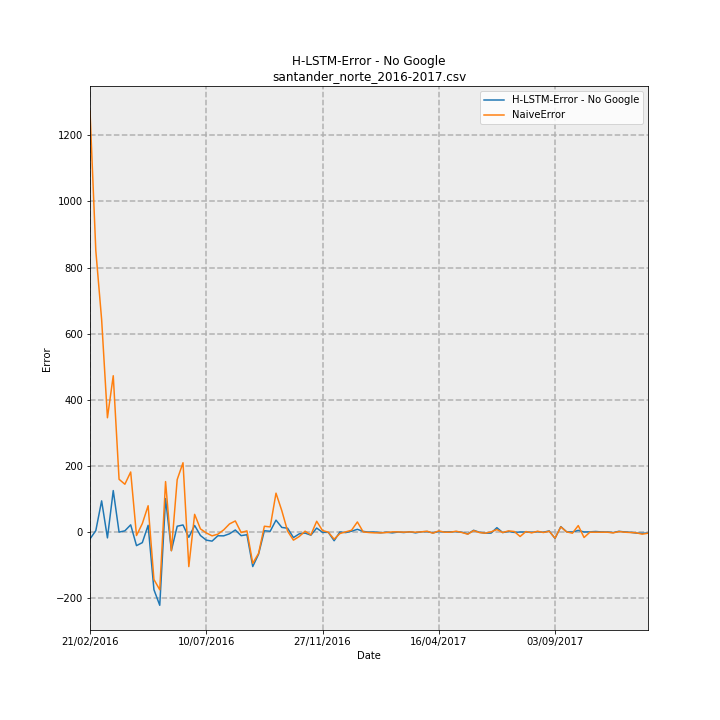 H-LSTM-Error - No Google
santander_norte_2016-2017.csv
H-LSTM-Error - No Google
NaiveError
1200
1000
800
600
400
200
0
−200
Error
21/02/2016
10/07/2016
27/11/2016
16/04/2017
03/09/2017
Date